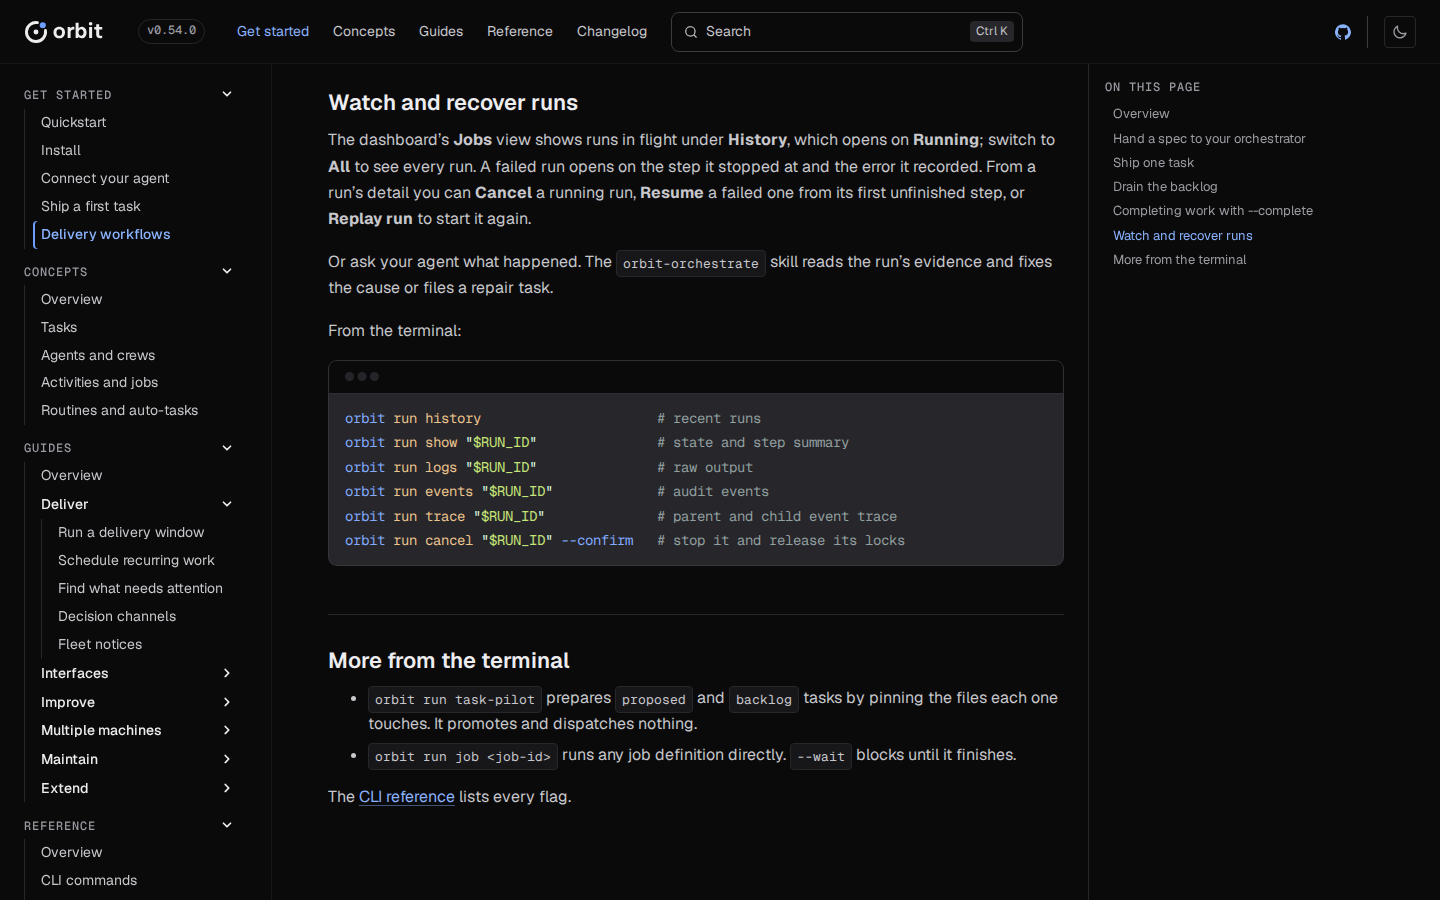 orbit
v0.54.0
Get started
Concepts
Guides
Reference
Changelog
Search
Ctrl K
GET STARTED
Quickstart
Install
Connect your agent
Ship a first task
Delivery workflows
CONCEPTS
Overview
Tasks
Agents and crews
Activities and jobs
Routines and auto-tasks
GUIDES
Overview
Deliver
Run a delivery window
Schedule recurring work
Find what needs attention
Decision channels
Fleet notices
Interfaces
Improve
Multiple machines
Maintain
Extend
REFERENCE
Overview
CLI commands
Watch and recover runs
The dashboard’s Jobs view shows runs in flight under History, which opens on Running; switch to
All to see every run. A failed run opens on the step it stopped at and the error it recorded. From a
run’s detail you can Cancel a running run, Resume a failed one from its first unfinished step, or
Replay run to start it again.
Or ask your agent what happened. The orbit-orchestrate skill reads the run’s evidence and fixes
the cause or files a repair task.
From the terminal:
orbit run history # recent runs
orbit run show "$RUN_ID" # state and step summary
orbit run logs "$RUN_ID" # raw output
orbit run events "$RUN_ID" # audit events
orbit run trace "$RUN_ID" # parent and child event trace
orbit run cancel "$RUN_ID" --confirm # stop it and release its locks
More from the terminal
orbit run task-pilot prepares proposed and backlog tasks by pinning the files each one
touches. It promotes and dispatches nothing.
orbit run job <job-id> runs any job definition directly. --wait blocks until it finishes.
The CLI reference lists every flag.
ON THIS PAGE
Overview
Hand a spec to your orchestrator
Ship one task
Drain the backlog
Completing work with --complete
Watch and recover runs
More from the terminal